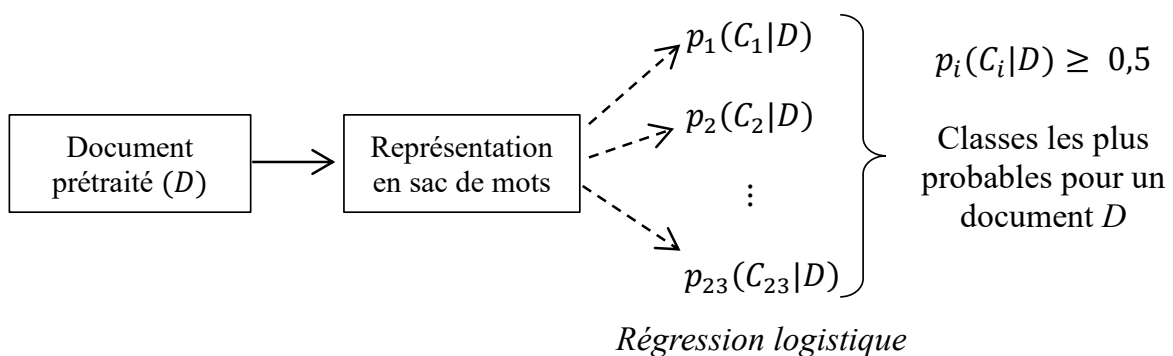 Document
prétraité (D)
Représentation
en sac de mots
p₁(C₁|D)
p₂(C₂|D)
⋮
p₂₃(C₂₃|D)
Régression logistique
pᵢ(Cᵢ|D) ≥ 0,5
Classes les plus
probables pour un
document D